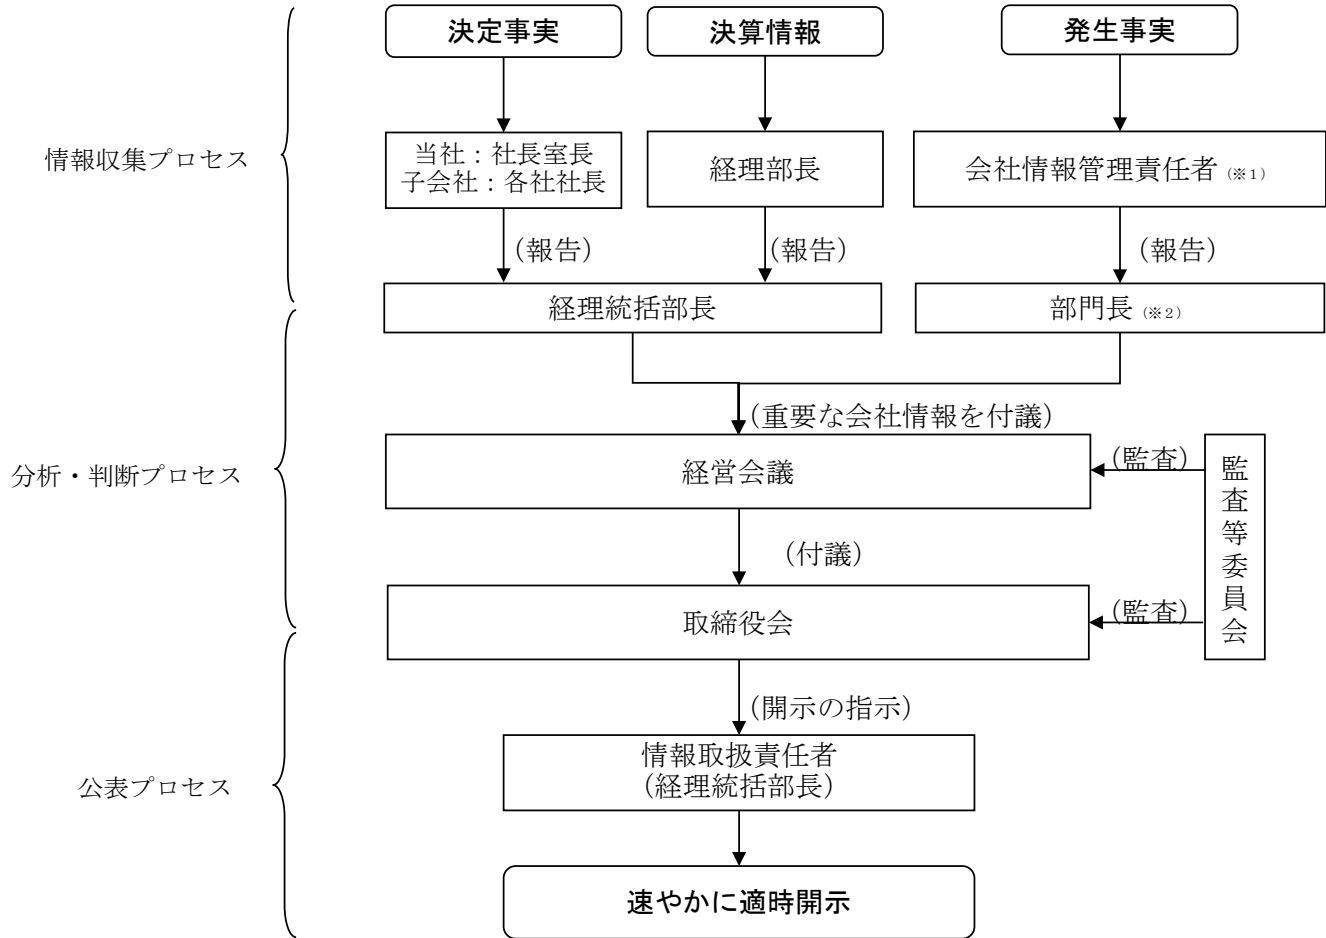 決定事実
決算情報
発生事実
情報収集プロセス
当社：社長室長
子会社：各社社長
経理部長
会社情報管理責任者（※1）
（報告）
（報告）
（報告）
経理統括部長
部門長（※2）
（重要な会社情報を付議）
分析・判断プロセス
経営会議
（監査）
監査等委員会
（付議）
取締役会
（監査）
（開示の指示）
公表プロセス
情報取扱責任者
（経理統括部長）
速やかに適時開示